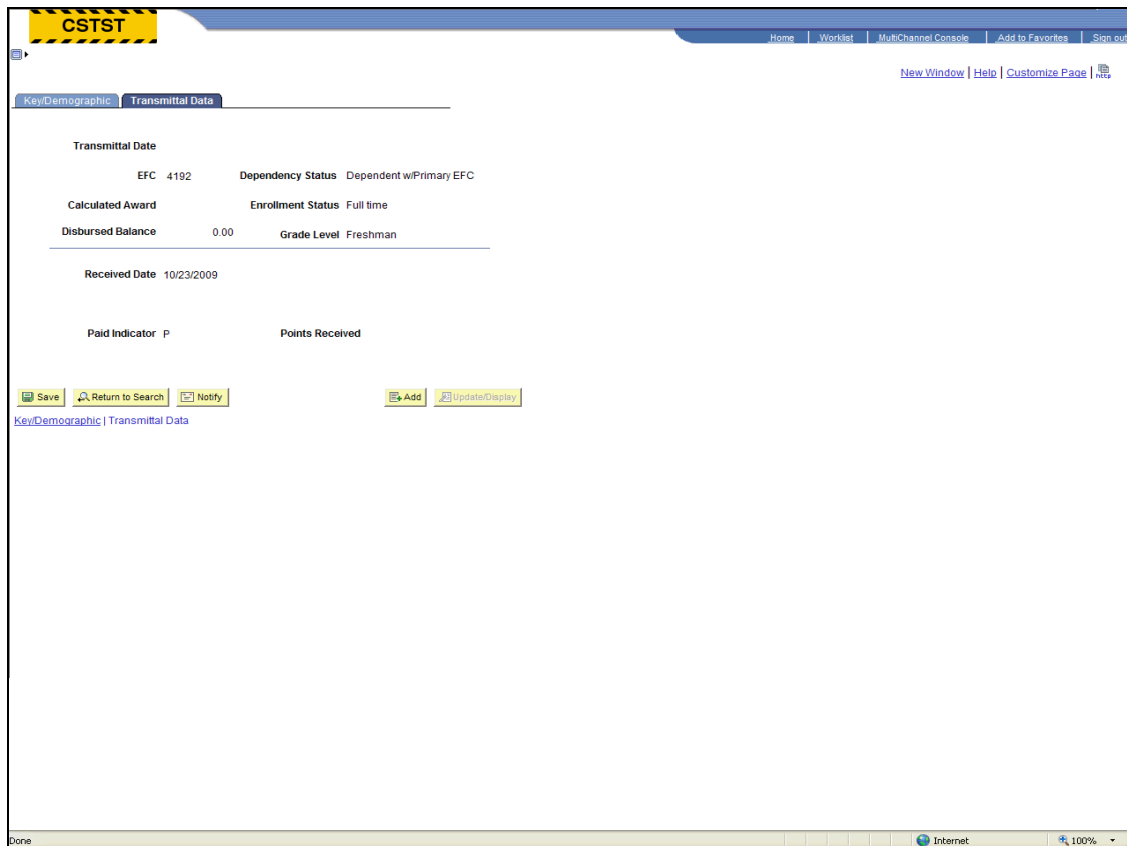 CSTST
Home Worklist MultiChannel Console Add to Favorites Sign out
New Window | Help | Customize Page | http
Key/Demographic Transmittal Data
Transmittal Date
EFC 4192 Dependency Status Dependent w/Primary EFC
Calculated Award Enrollment Status Full time
Disbursed Balance 0.00 Grade Level Freshman
Received Date 10/23/2009
Paid Indicator P Points Received
Save Return to Search Notify Add Update/Display
Key/Demographic | Transmittal Data
Done Internet 100%